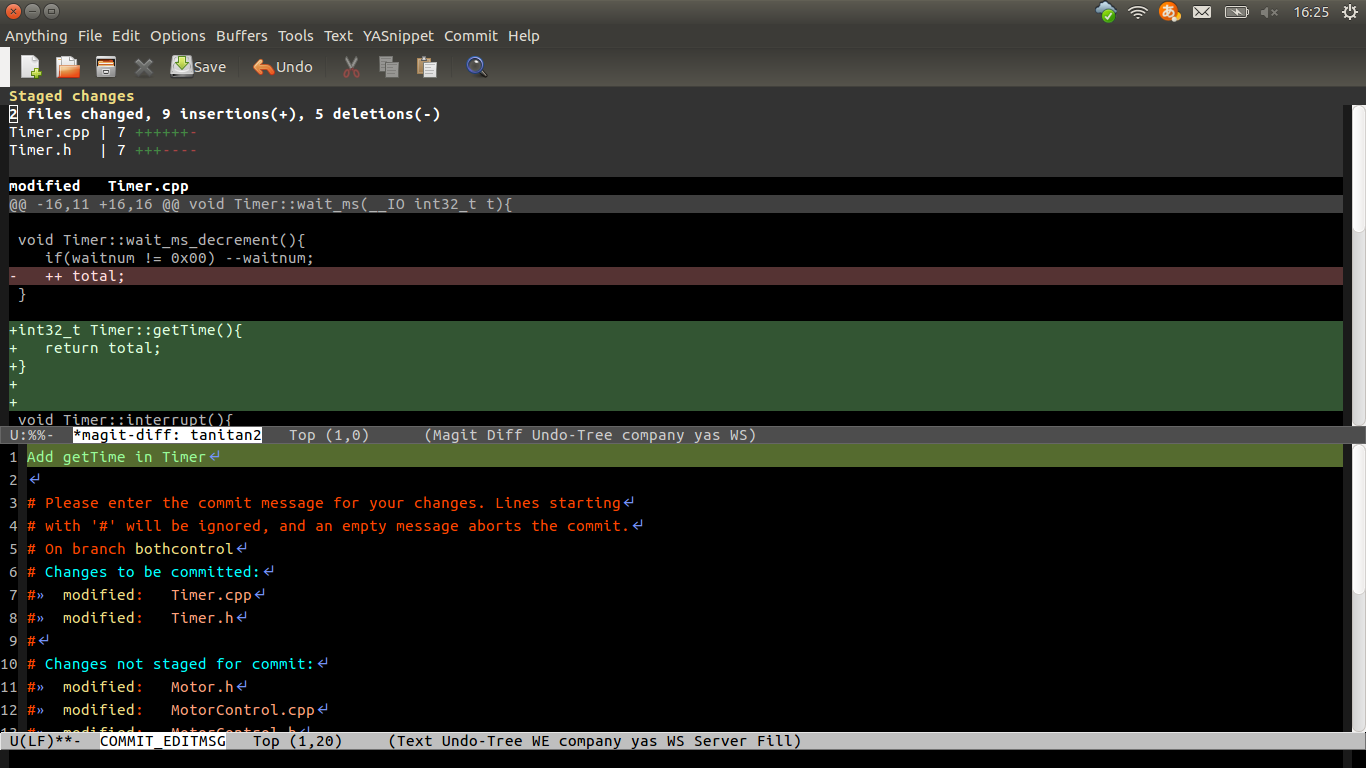 16:25
Anything File Edit Options Buffers Tools Text YASnippet Commit Help
Save Undo
Staged changes
2 files changed, 9 insertions(+), 5 deletions(-)
Timer.cpp | 7 ++++++-
Timer.h   | 7 +++----
modified   Timer.cpp
@@ -16,11 +16,16 @@ void Timer::wait_ms(__IO int32_t t){
 void Timer::wait_ms_decrement(){
    if(waitnum != 0x00) --waitnum;
-   ++ total;
 }
+int32_t Timer::getTime(){
+   return total;
+}
+
+
 void Timer::interrupt(){
U:%%-  *magit-diff: tanitan2   Top (1,0)      (Magit Diff Undo-Tree company yas WS)
1 Add getTime in Timer↵
2 ↵
3 # Please enter the commit message for your changes. Lines starting↵
4 # with '#' will be ignored, and an empty message aborts the commit.↵
5 # On branch bothcontrol↵
6 # Changes to be committed:↵
7 #»  modified:   Timer.cpp↵
8 #»  modified:   Timer.h↵
9 #↵
10 # Changes not staged for commit:↵
11 #»  modified:   Motor.h↵
12 #»  modified:   MotorControl.cpp↵
13 #»  modified:   MotorControl.h↵
U(LF)**-  COMMIT_EDITMSG   Top (1,20)     (Text Undo-Tree WE company yas WS Server Fill)